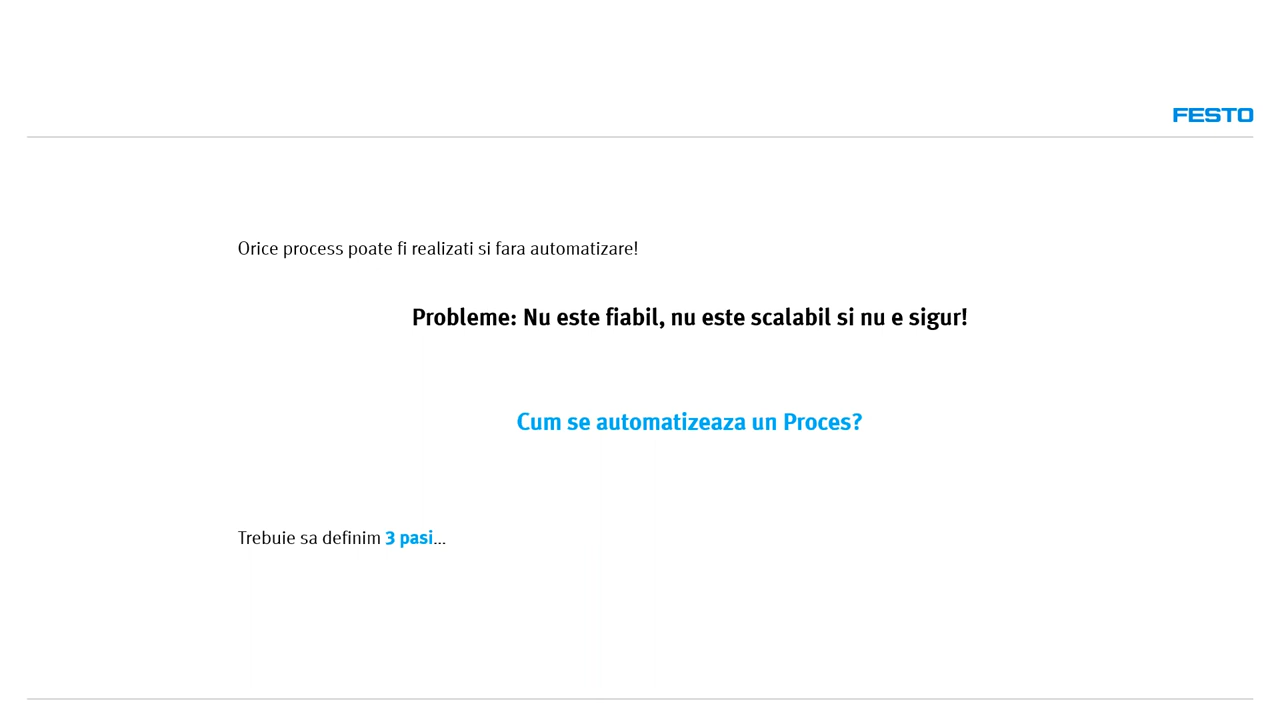 FESTO
Orice process poate fi realizati si fara automatizare!
Probleme: Nu este fiabil, nu este scalabil si nu e sigur!
Cum se automatizeaza un Proces?
Trebuie sa definim 3 pasi...